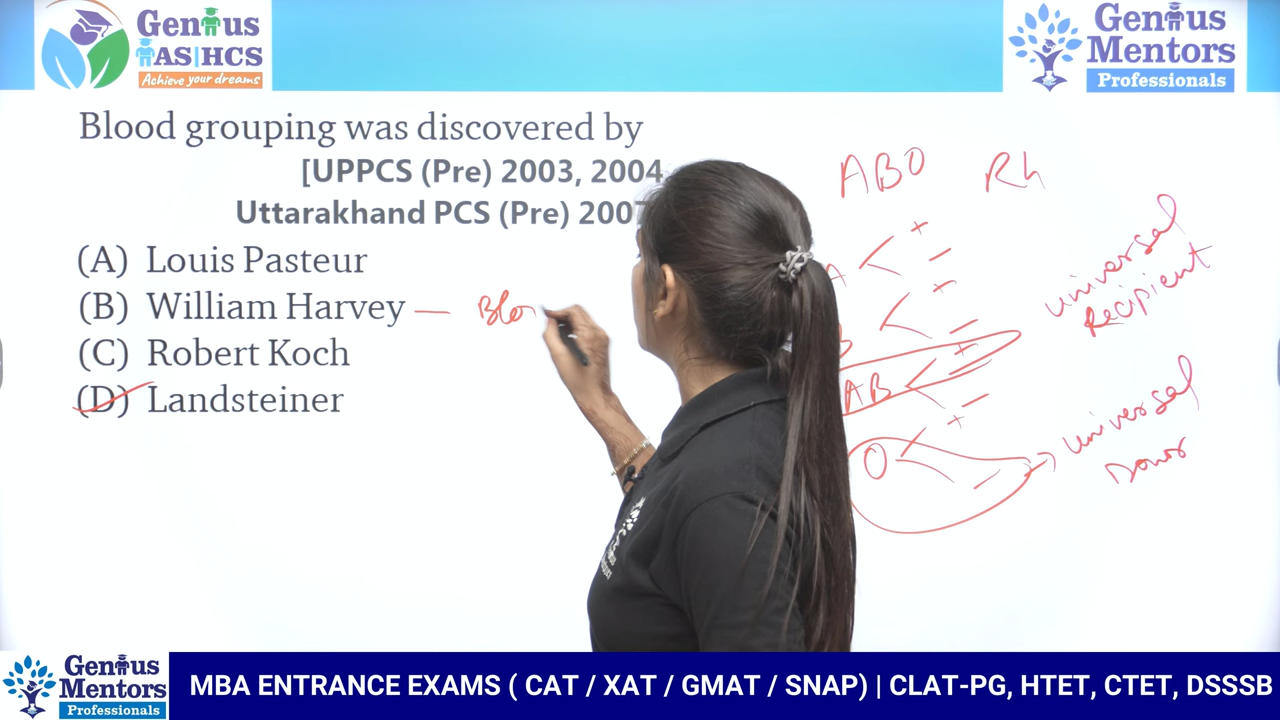 Genius
IAS|HCS
Achieve your dreams
Genius
Mentors
Professionals
Blood grouping was discovered by
[UPPCS (Pre) 2003, 2004
Uttarakhand PCS (Pre) 2007
(A) Louis Pasteur
(B) William Harvey — Bloo
(C) Robert Koch
(D) Landsteiner
ABO Rh
A + -
B + -
AB + -
O + -
universal
Recipient
universal
Donor
Genius
Mentors
Professionals
MBA ENTRANCE EXAMS ( CAT / XAT / GMAT / SNAP) | CLAT-PG, HTET, CTET, DSSSB